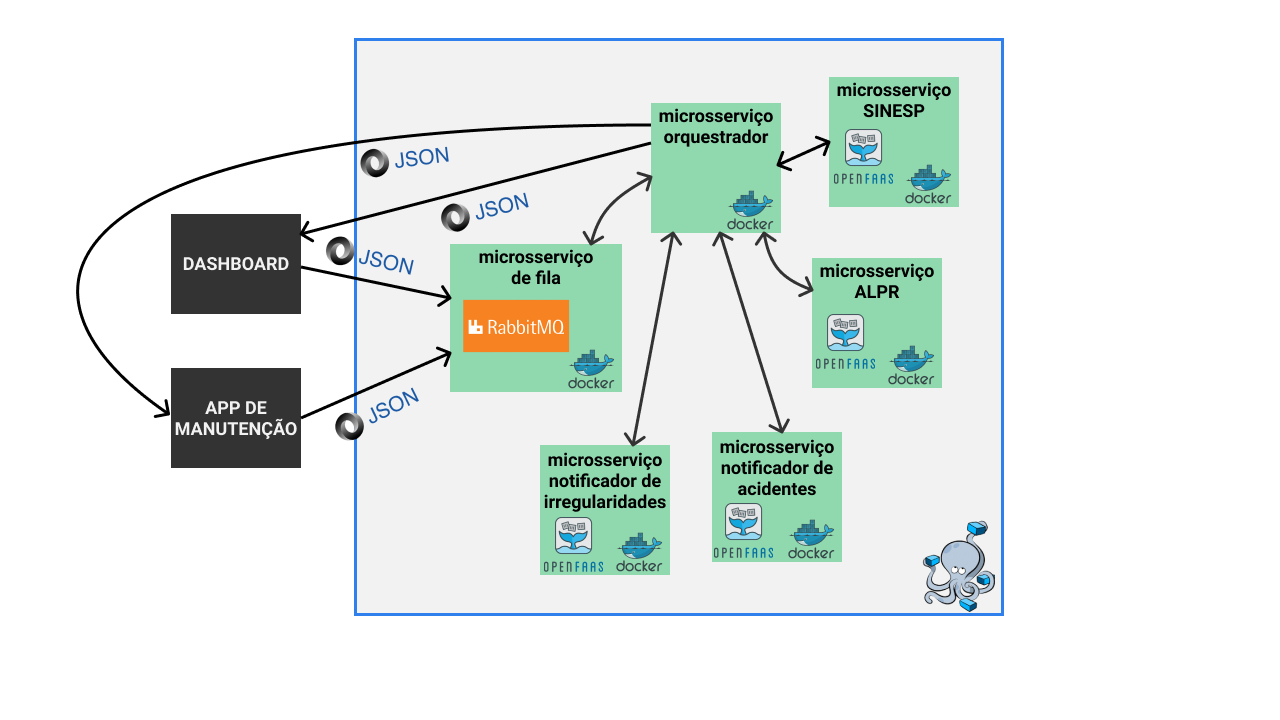 microsserviço
orquestrador
docker
microsserviço
SINESP
OPENFAAS
docker
JSON
JSON
DASHBOARD
JSON
microsserviço
de fila
RabbitMQ
docker
microsserviço
ALPR
OPENFAAS
docker
APP DE
MANUTENÇÃO
JSON
microsserviço
notificador de
irregularidades
OPENFAAS
docker
microsserviço
notificador de
acidentes
OPENFAAS
docker